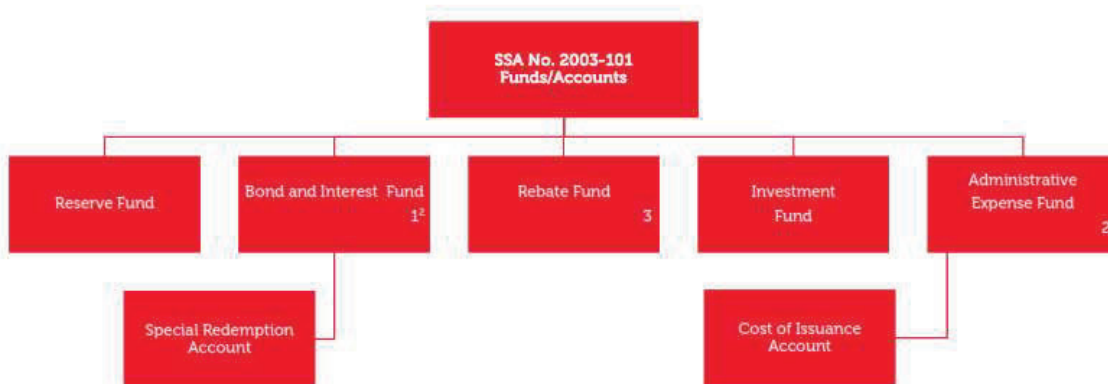 SSA No. 2003-101
Funds/Accounts
Reserve Fund
Bond and Interest Fund
1²
Rebate Fund
3
Investment
Fund
Administrative
Expense Fund
2
Special Redemption
Account
Cost of Issuance
Account